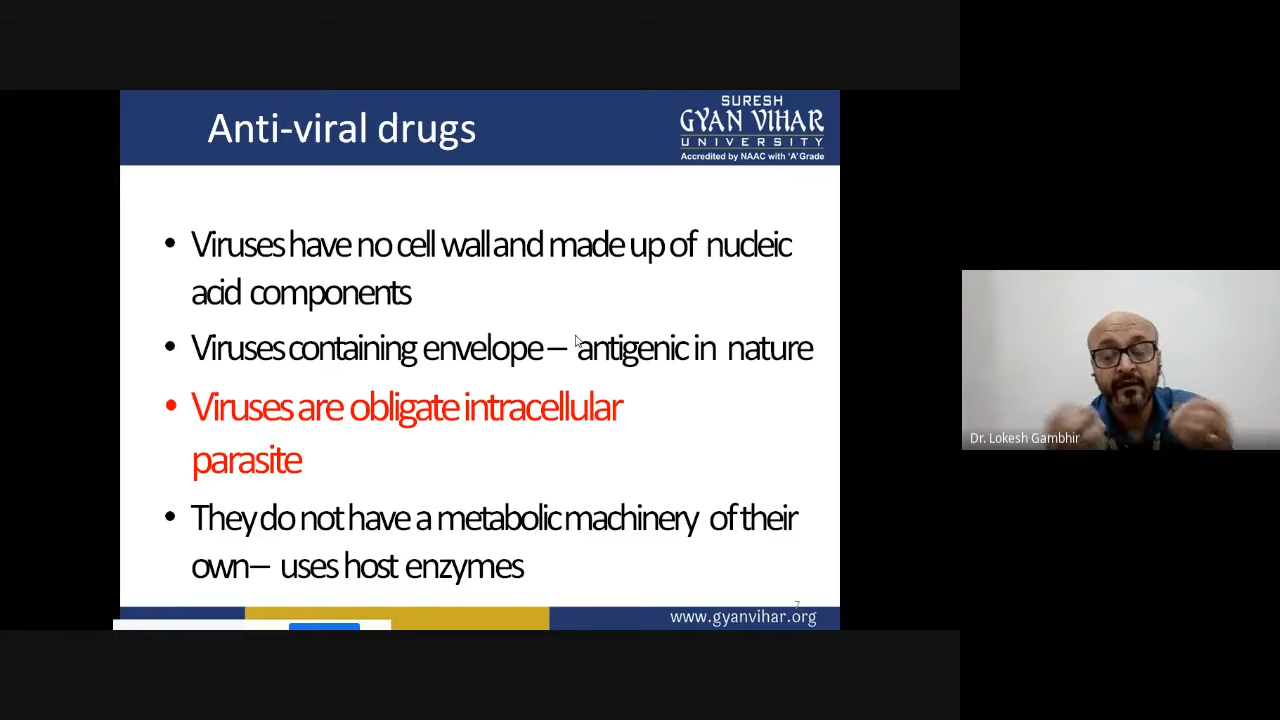 Anti-viral drugs
SURESH
GYAN VIHAR
UNIVERSITY
Accredited by NAAC with 'A' Grade
• Viruses have no cell wall and made up of nucleic
acid components
• Viruses containing envelope – antigenic in nature
• Viruses are obligate intracellular
parasite
• They do not have a metabolic machinery of their
own– uses host enzymes
7
www.gyanvihar.org
Dr. Lokesh Gambhir